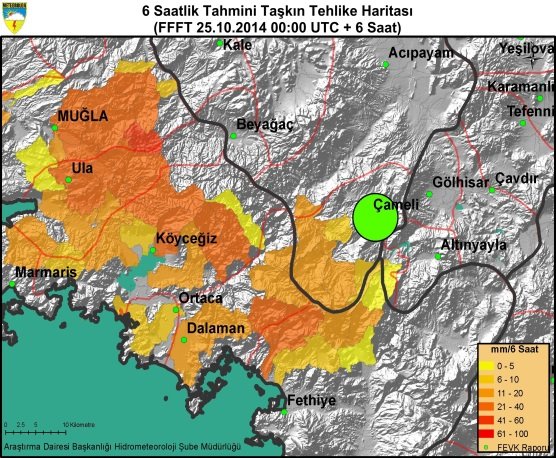 METEOROLOJİ
6 Saatlik Tahmini Taşkın Tehlike Haritası
(FFFT 25.10.2014 00:00 UTC + 6 Saat)
Kale
Acıpayam
Yeşilova
Karamanlı
Tefenni
MUĞLA
Beyağaç
Ula
Gölhisar
Çavdır
Çameli
Köyceğiz
Altınyayla
Marmaris
Ortaca
Dalaman
Fethiye
mm/6 Saat
0 - 5
6 - 10
11 - 20
21 - 40
41 - 60
61 - 100
FEVK Raporu
0 2.5 5 10 Kilometre
Araştırma Dairesi Başkanlığı Hidrometeoroloji Şube Müdürlüğü